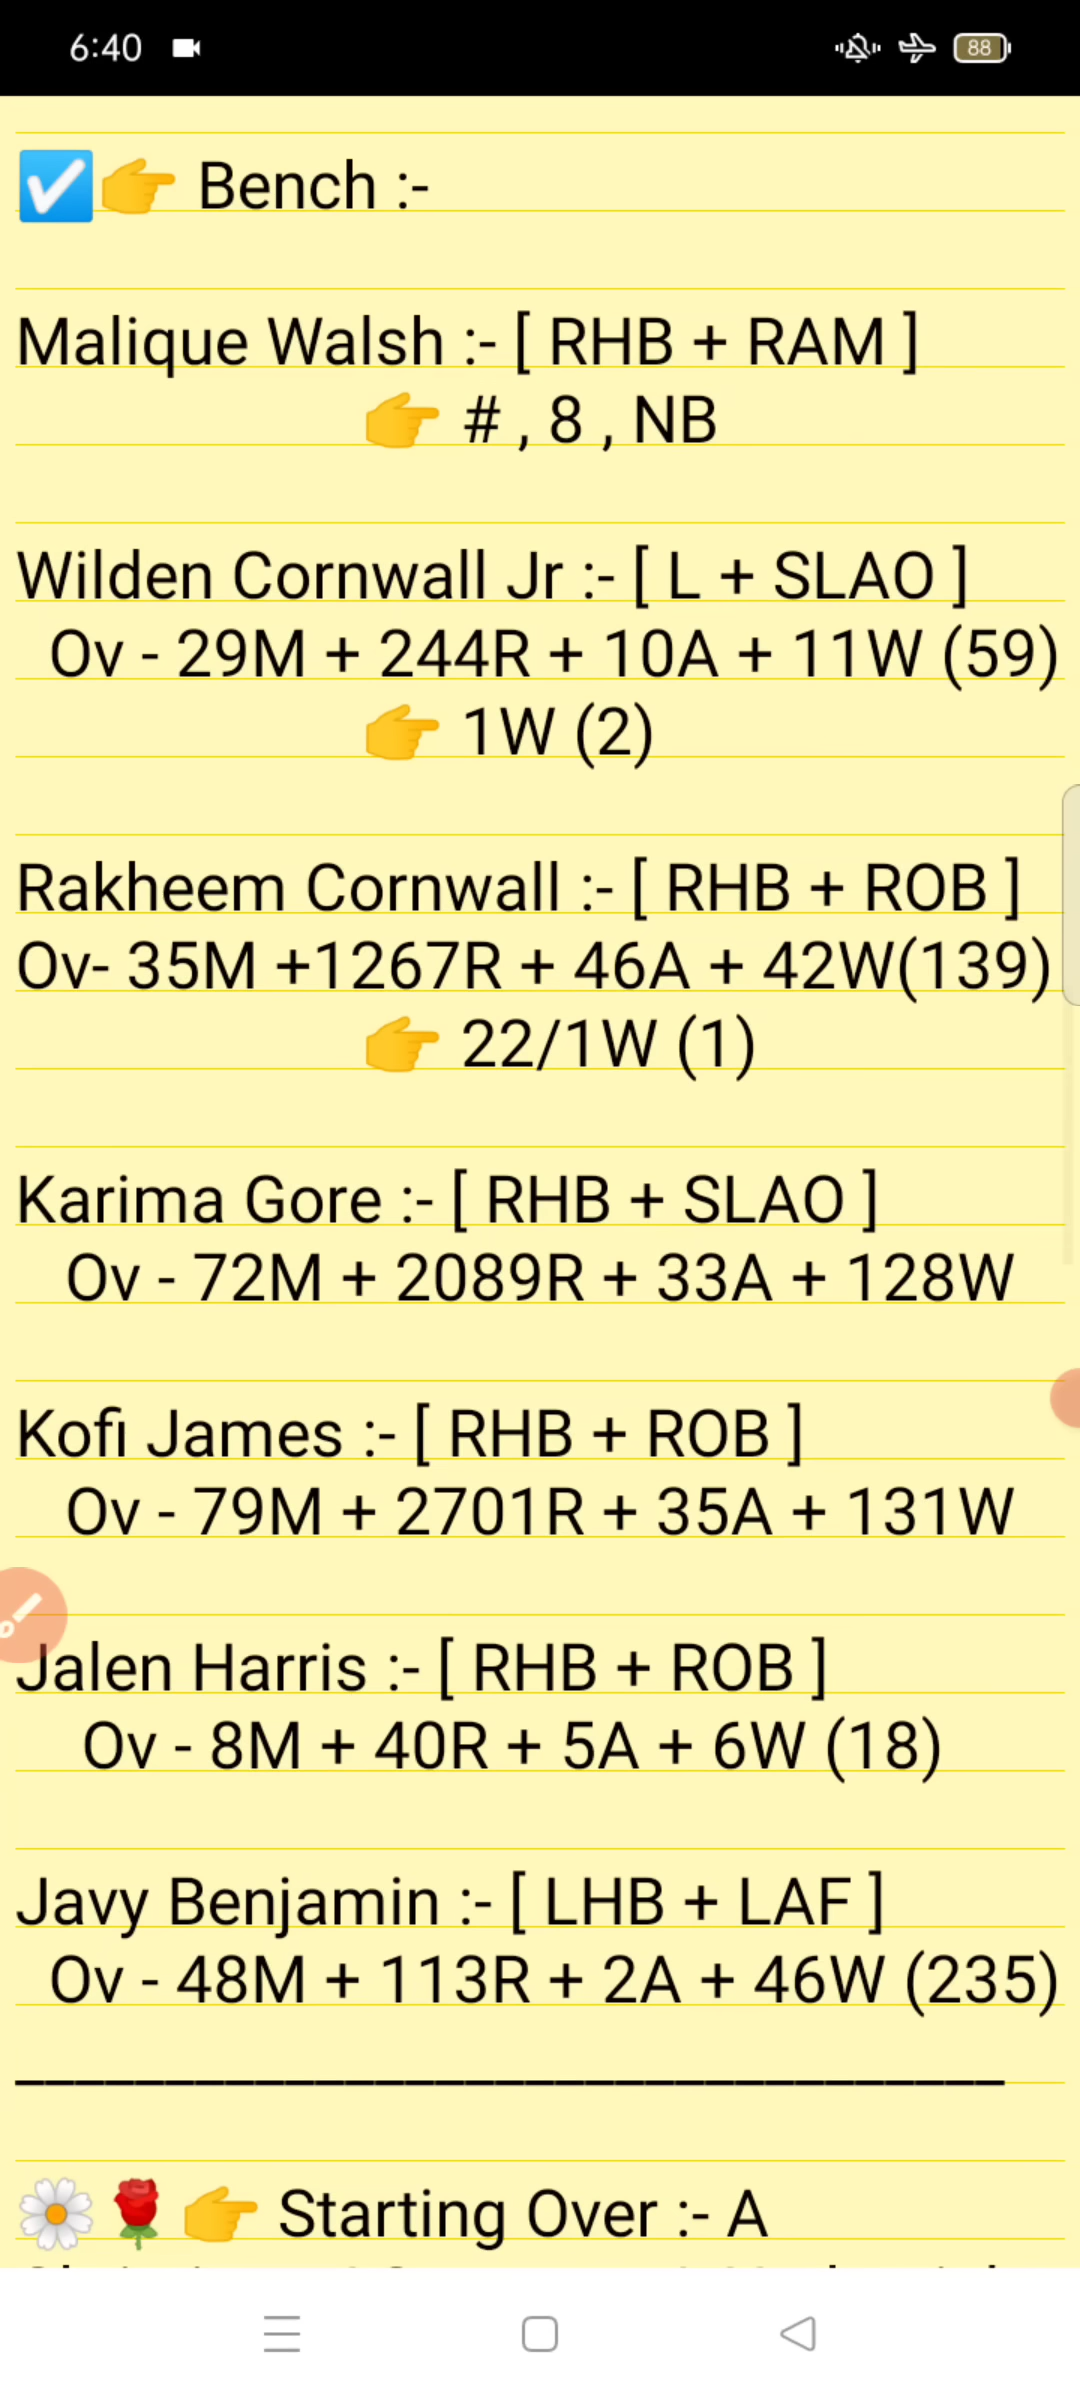 6:40
88
☑️👉 Bench :-
Malique Walsh :- [ RHB + RAM ]
👉 # , 8 , NB
Wilden Cornwall Jr :- [ L + SLAO ]
Ov - 29M + 244R + 10A + 11W (59)
👉 1W (2)
Rakheem Cornwall :- [ RHB + ROB ]
Ov- 35M +1267R + 46A + 42W(139)
👉 22/1W (1)
Karima Gore :- [ RHB + SLAO ]
Ov - 72M + 2089R + 33A + 128W
Kofi James :- [ RHB + ROB ]
Ov - 79M + 2701R + 35A + 131W
Jalen Harris :- [ RHB + ROB ]
Ov - 8M + 40R + 5A + 6W (18)
Javy Benjamin :- [ LHB + LAF ]
Ov - 48M + 113R + 2A + 46W (235)
_________________________________
🌼🌹👉 Starting Over :- A